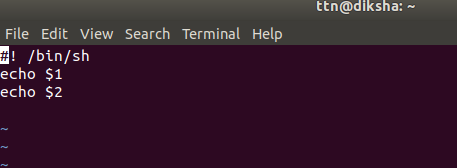 ttn@diksha: ~
File Edit View Search Terminal Help
#! /bin/sh
echo $1
echo $2
~
~
~